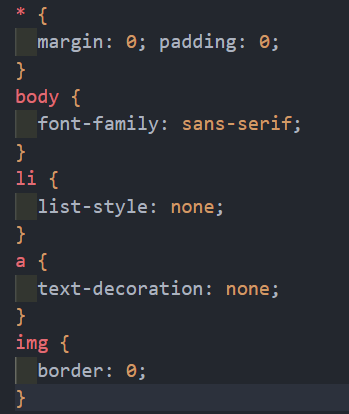 * {
  margin: 0; padding: 0;
}
body {
  font-family: sans-serif;
}
li {
  list-style: none;
}
a {
  text-decoration: none;
}
img {
  border: 0;
}